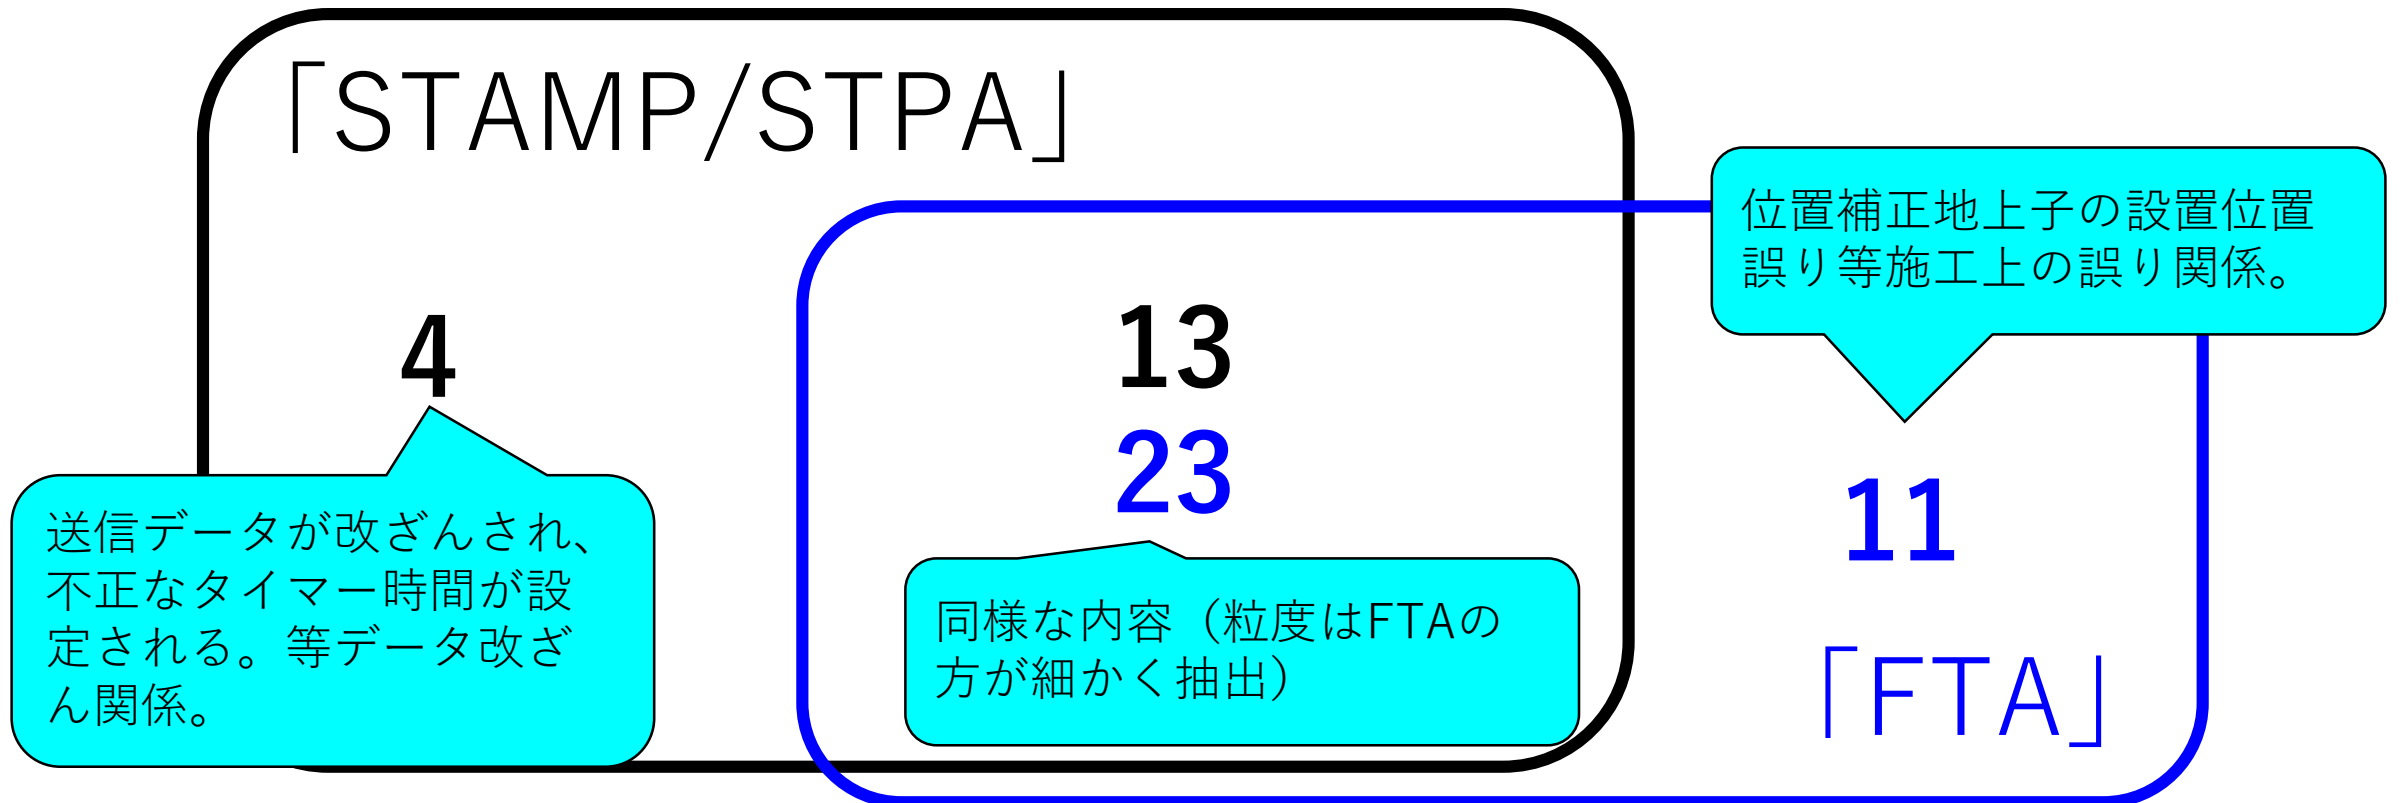 「STAMP/STPA」
位置補正地上子の設置位置
誤り等施工上の誤り関係。
4
13
23
11
送信データが改ざんされ、
不正なタイマー時間が設
定される。等データ改ざ
ん関係。
同様な内容（粒度はFTAの
方が細かく抽出）
「FTA」